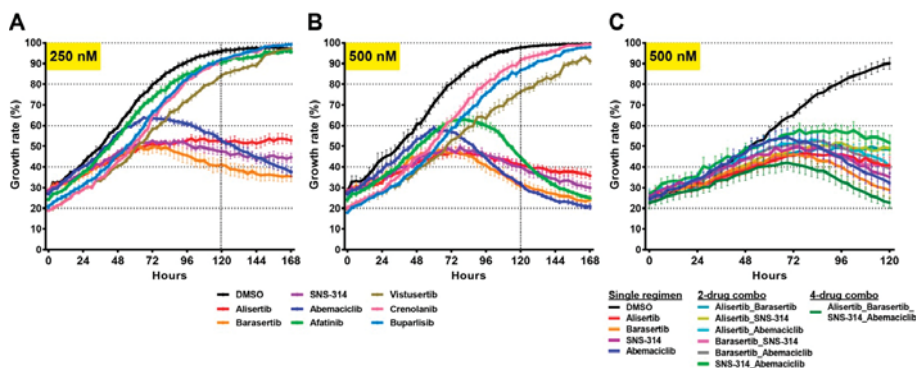 A
B
C
250 nM
500 nM
500 nM
Growth rate (%)
100
90
80
70
60
50
40
30
20
10
0
0 24 48 72 96 120 144 168
Hours
Growth rate (%)
100
90
80
70
60
50
40
30
20
10
0
0 24 48 72 96 120 144 168
Hours
Growth rate (%)
100
90
80
70
60
50
40
30
20
10
0
0 24 48 72 96 120
Hours
DMSO
Alisertib
Barasertib
SNS-314
Abemaciclib
Afatinib
Vistusertib
Crenolanib
Buparlisib
Single regimen
DMSO
Alisertib
Barasertib
SNS-314
Abemaciclib
2-drug combo
Alisertib_Barasertib
Alisertib_SNS-314
Alisertib_Abemaciclib
Barasertib_SNS-314
Barasertib_Abemaciclib
SNS-314_Abemaciclib
4-drug combo
Alisertib_Barasertib_
SNS-314_Abemaciclib